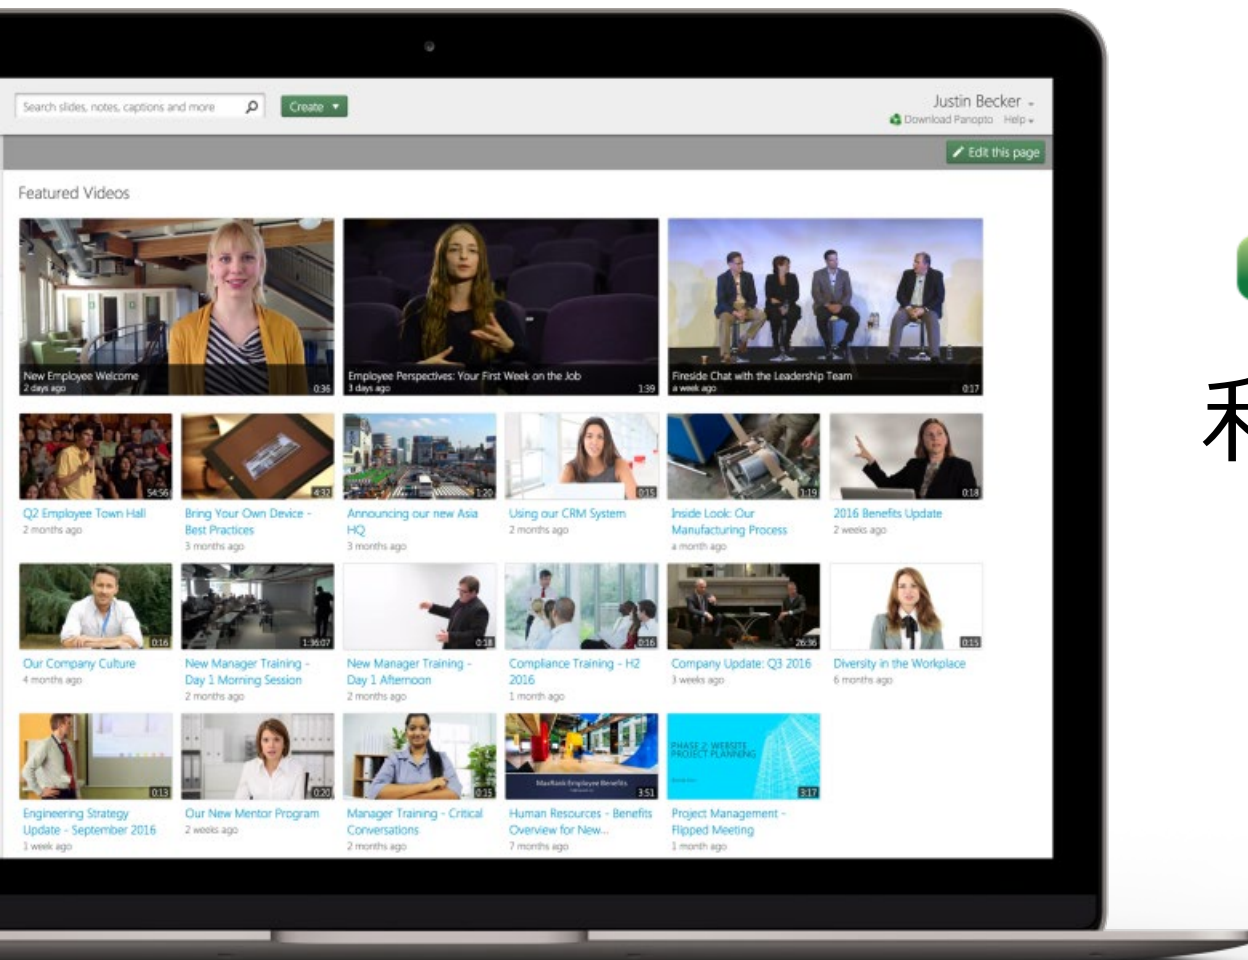 Search slides, notes, captions and more
Create
Justin Becker
Download Panopto Help
Edit this page
Featured Videos
New Employee Welcome
2 days ago
0:36
Employee Perspectives: Your First Week on the Job
3 days ago
1:39
Fireside Chat with the Leadership Team
a week ago
0:17
54:56
Q2 Employee Town Hall
2 months ago
4:32
Bring Your Own Device -
Best Practices
3 months ago
1:20
Announcing our new Asia
HQ
3 months ago
0:15
Using our CRM System
2 months ago
1:19
Inside Look: Our
Manufacturing Process
a month ago
0:18
2016 Benefits Update
2 weeks ago
0:16
Our Company Culture
4 months ago
1:36:07
New Manager Training -
Day 1 Morning Session
2 months ago
0:18
New Manager Training -
Day 1 Afternoon
2 months ago
0:16
Compliance Training - H2
2016
1 month ago
26:36
Company Update: Q3 2016
3 weeks ago
0:15
Diversity in the Workplace
6 months ago
0:13
Engineering Strategy
Update - September 2016
1 week ago
0:20
Our New Mentor Program
2 weeks ago
0:15
Manager Training - Critical
Conversations
2 months ago
MaxBank Employee Benefits
3:51
Human Resources - Benefits
Overview for New...
7 months ago
PHASE 2: WEBSITE
PROJECT PLANNING
3:17
Project Management -
Flipped Meeting
1 month ago